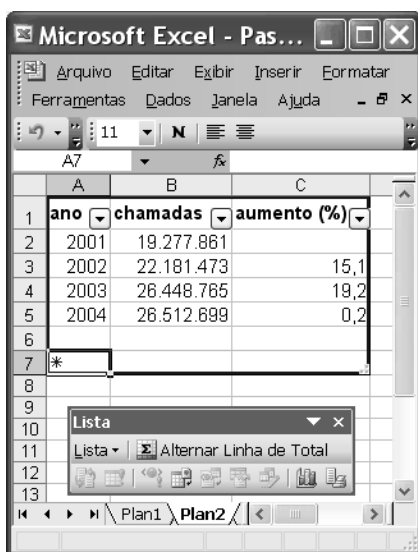 Microsoft Excel - Pas...
Arquivo Editar Exibir Inserir Formatar
Ferramentas Dados Janela Ajuda
11 N
A7 fx
A B C
1 ano chamadas aumento (%)
2 2001 19.277.861
3 2002 22.181.473 15,1
4 2003 26.448.765 19,2
5 2004 26.512.699 0,2
6
7 *
8
9
10
11
12
13
Lista
Lista Σ Alternar Linha de Total
Plan1 Plan2